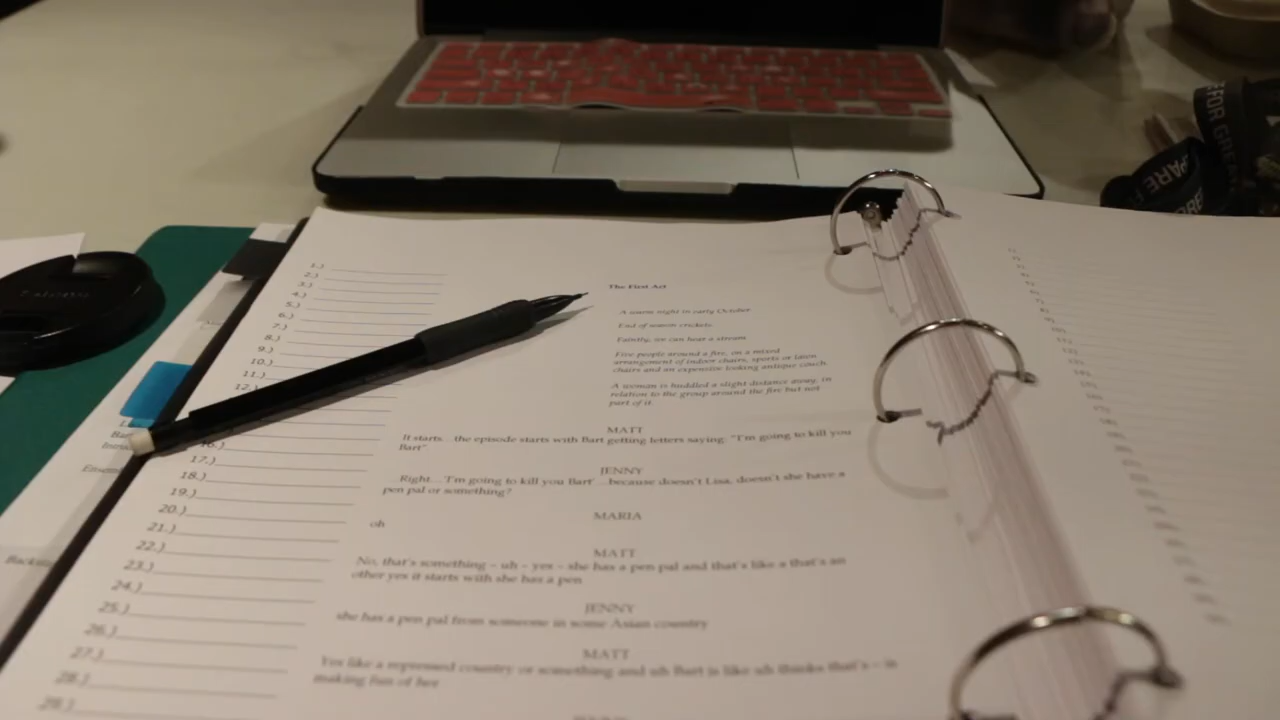 FOR GREA
PARE
The First Act
1.)
2.)
3.)
4.)
5.)
6.)
7.)
8.)
9.)
10.)
11.)
12.)
A warm night in early October
End of season crickets.
Faintly, we can hear a stream
Five people around a fire, on a mixed
arrangement of indoor chairs, sports or lawn
chairs and an expensive looking antique couch.
A woman is huddled a slight distance away, in
relation to the group around the fire but not
part of it.
MATT
It starts...the episode starts with Bart getting letters saying: "I'm going to kill you
Bart"
16.)
17.)
JENNY
Right...'I'm going to kill you Bart' ...because doesn't Lisa, doesn't she have a
pen pal or something?
18.)
19.)
MARIA
oh
20.)
21.)
MATT
No, that's something – uh – yes – she has a pen pal and that's like a that's an
other yes it starts with she has a pen
22.)
23.)
24.)
JENNY
she has a pen pal from someone in some Asian country
25.)
26.)
MATT
Yes like a repressed country or something and uh Bart is like uh thinks that's – is
making fun of her
27.)
28.)
Ensem